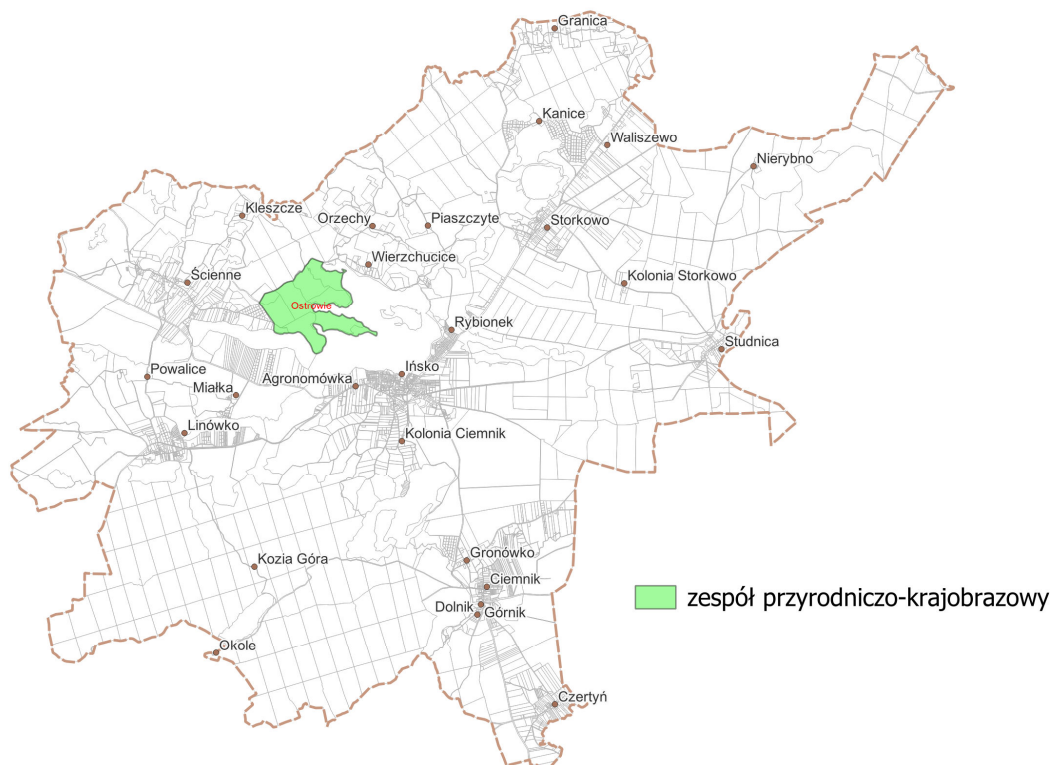 Granica
Kanice
Waliszewo
Nierybno
Kleszcze
Orzechy
Piaszczyte
Storkowo
Wierzchucice
Ścienne
Kolonia Storkowo
Ostrowie
Rybionek
Studnica
Ińsko
Powalice
Agronomówka
Miałka
Linówko
Kolonia Ciemnik
Gronówko
Kozia Góra
Ciemnik
zespół przyrodniczo-krajobrazowy
Dolnik
Górnik
Okole
Czertyń